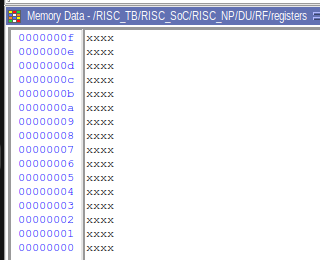 Memory Data - /RISC_TB/RISC_SoC/RISC_NP/DU/RF/registers
0000000f xxxx
0000000e xxxx
0000000d xxxx
0000000c xxxx
0000000b xxxx
0000000a xxxx
00000009 xxxx
00000008 xxxx
00000007 xxxx
00000006 xxxx
00000005 xxxx
00000004 xxxx
00000003 xxxx
00000002 xxxx
00000001 xxxx
00000000 xxxx